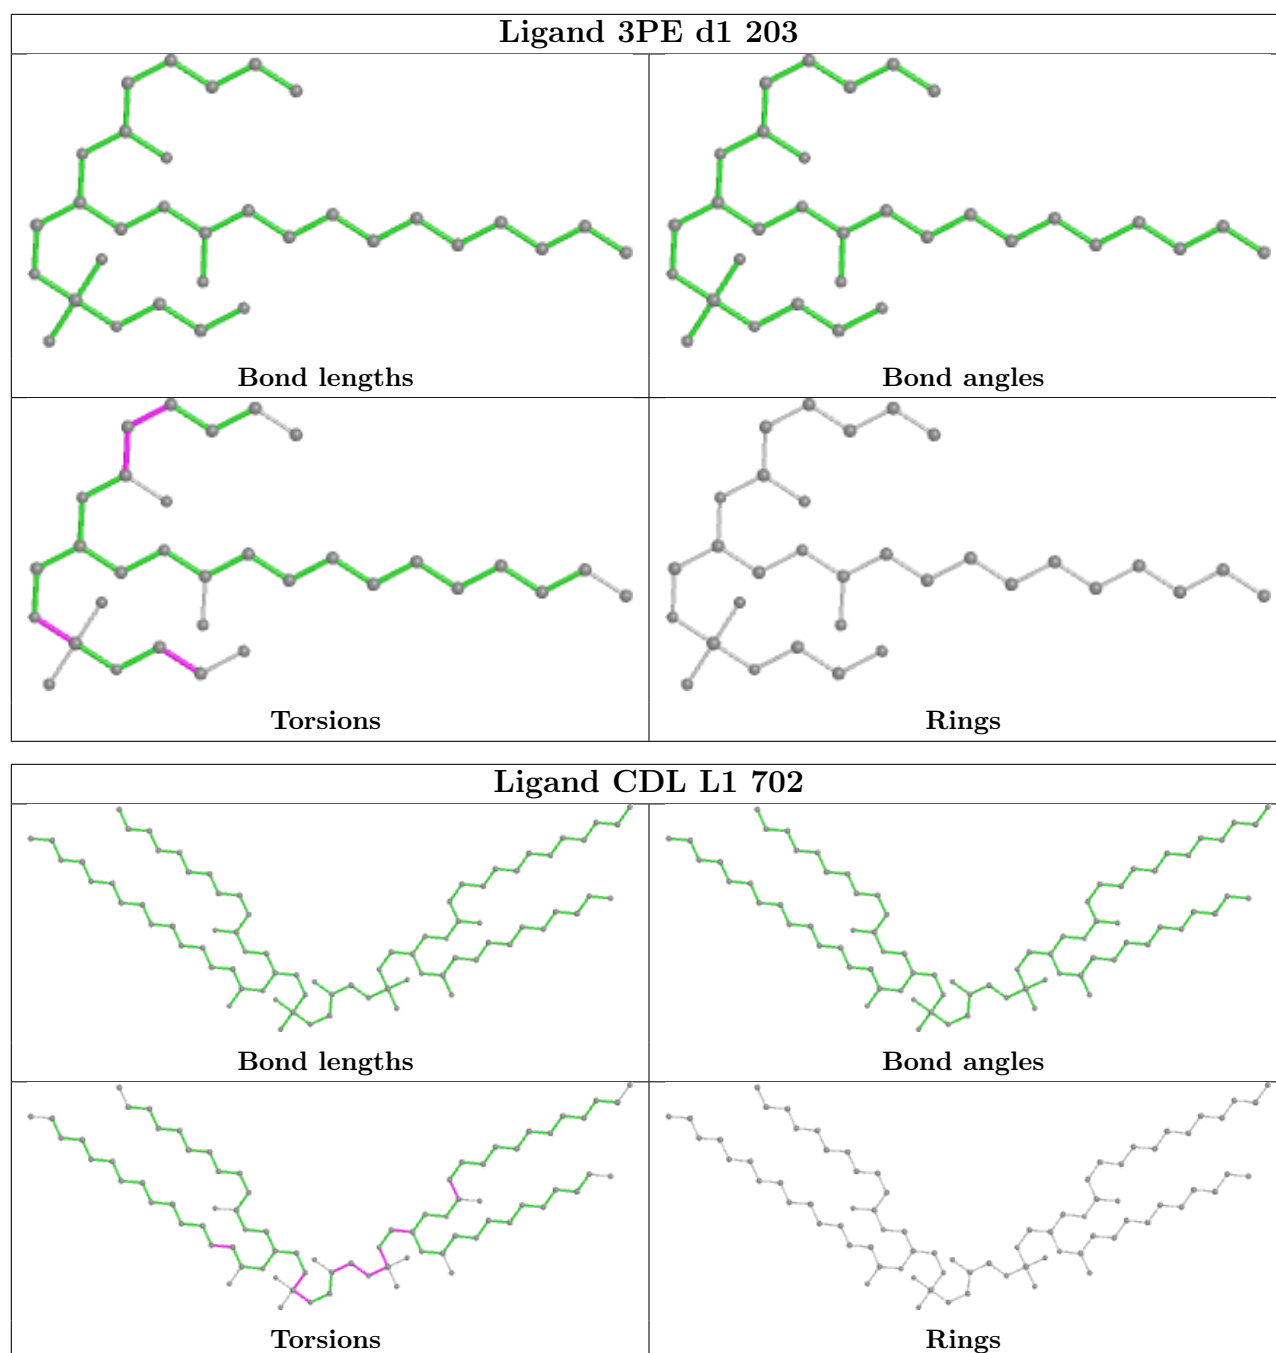 Ligand 3PE d1 203
Bond lengths
Bond angles
Torsions
Rings
Ligand CDL L1 702
Bond lengths
Bond angles
Torsions
Rings